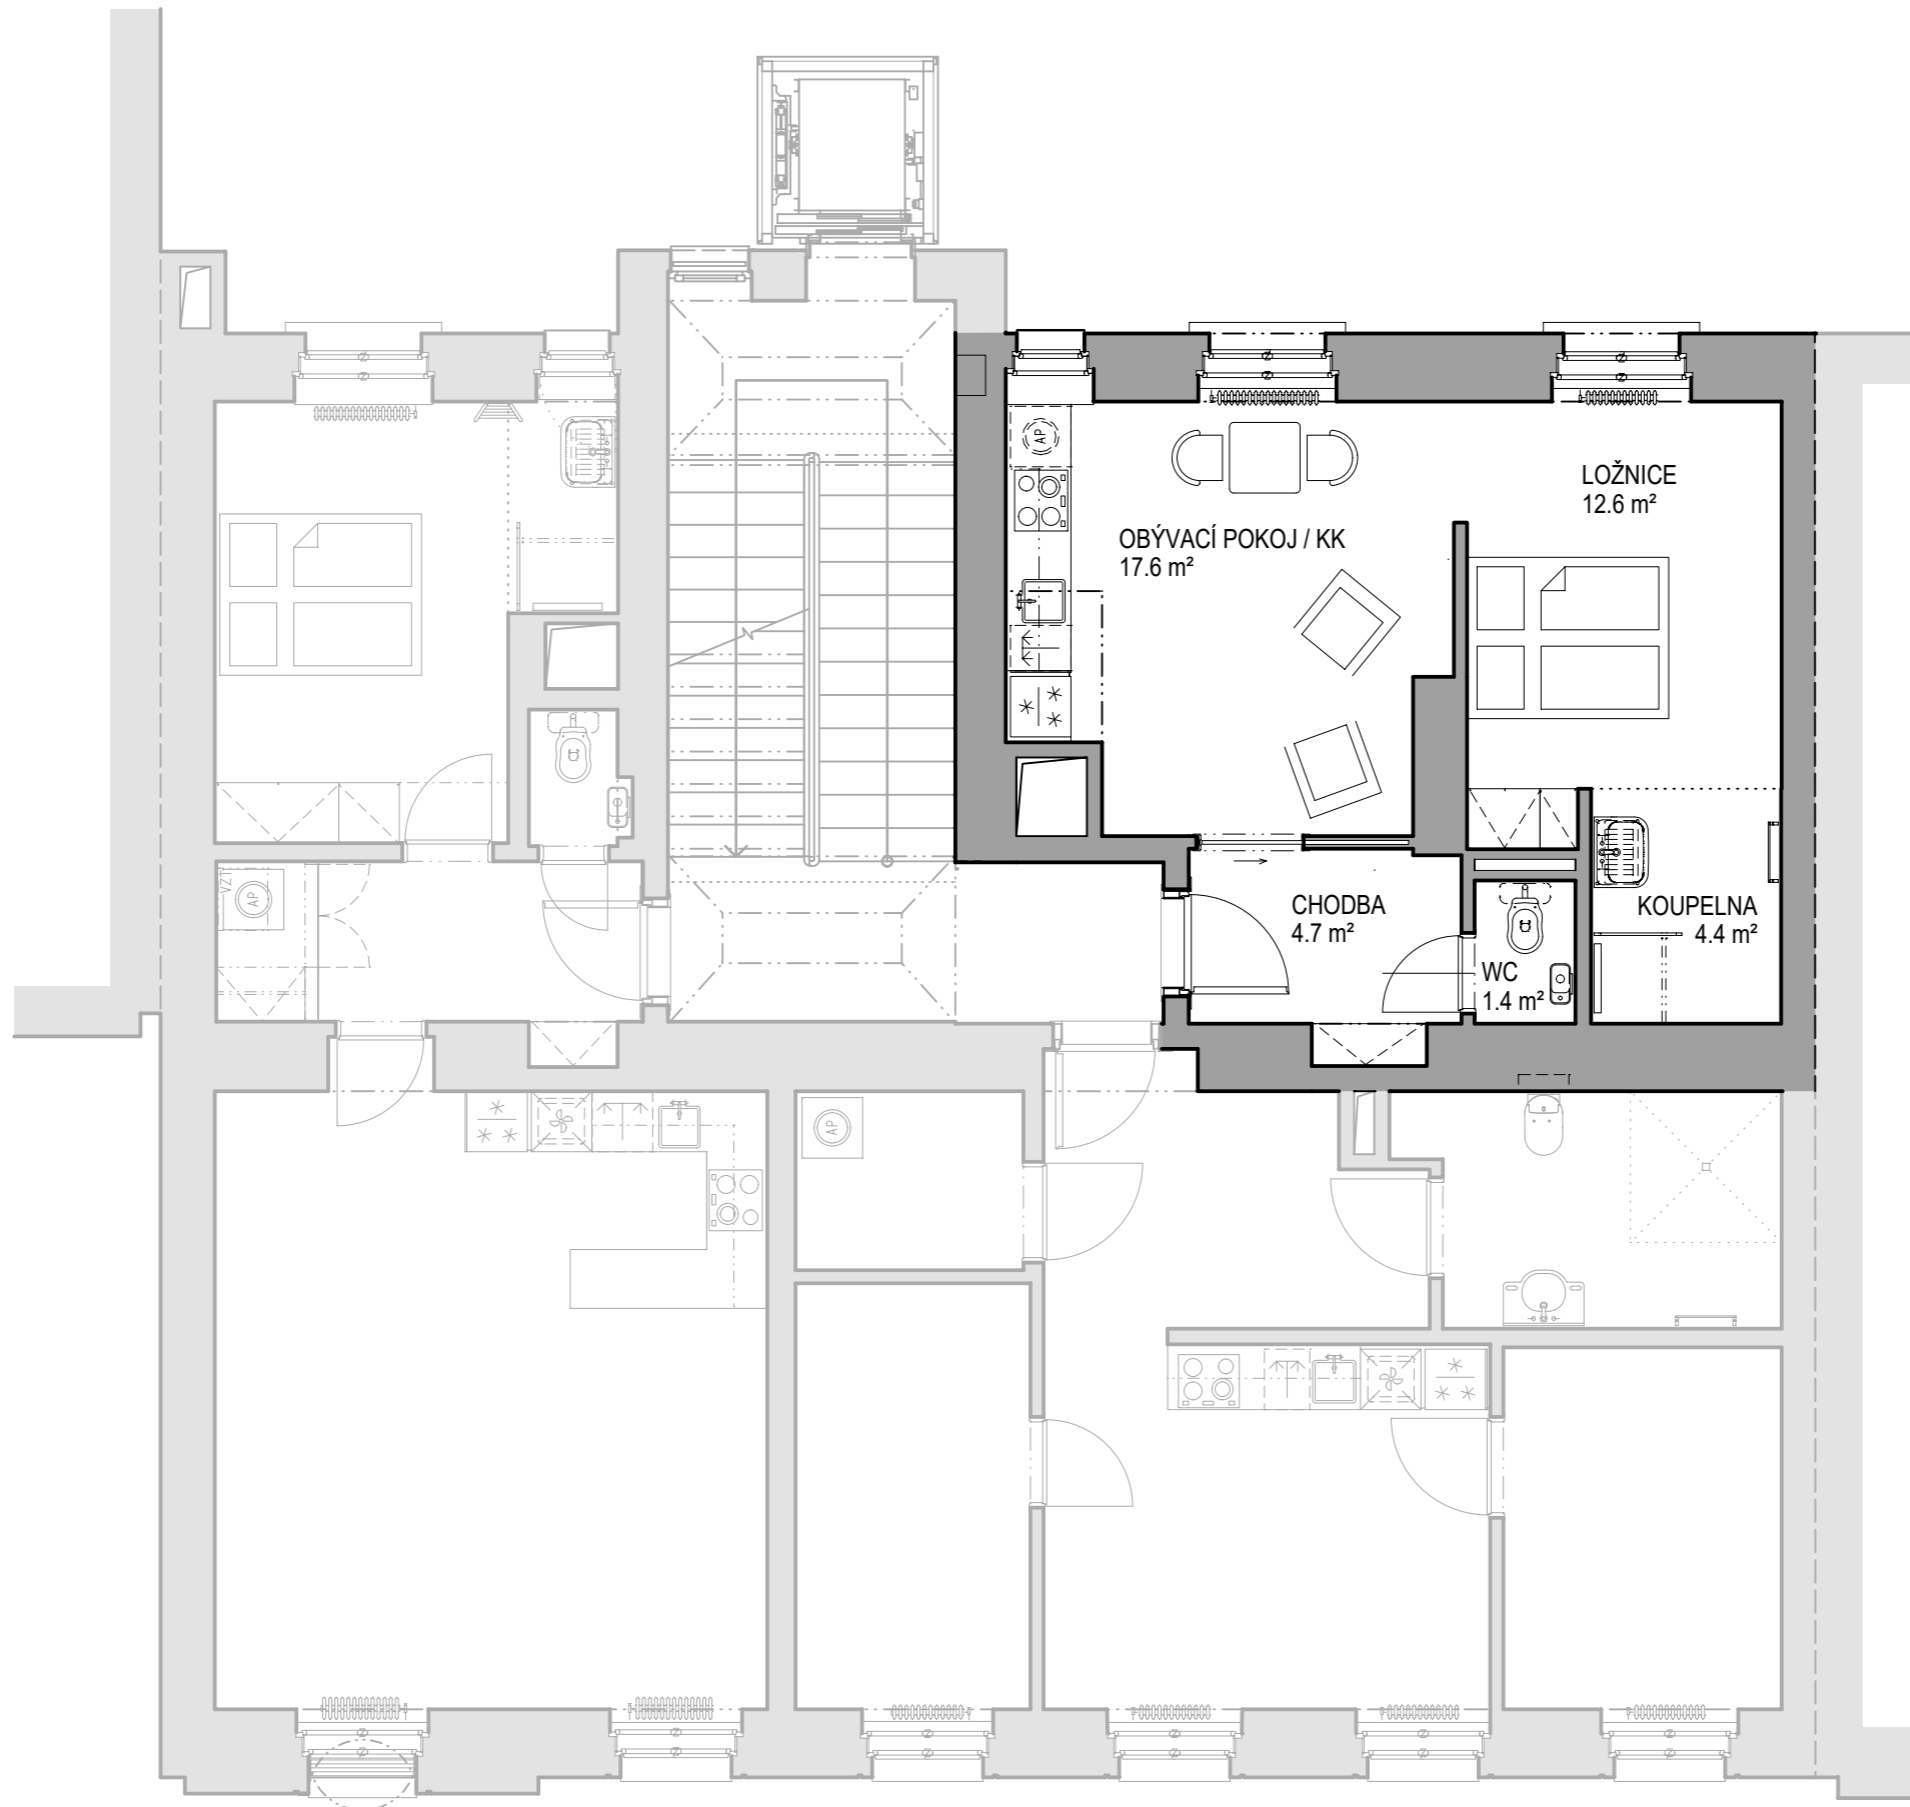 LOŽNICE
12.6 m²
OBÝVACÍ POKOJ / KK
17.6 m²
CHODBA
4.7 m²
KOUPELNA
4.4 m²
WC
1.4 m²
AP
AP
AP
VZT